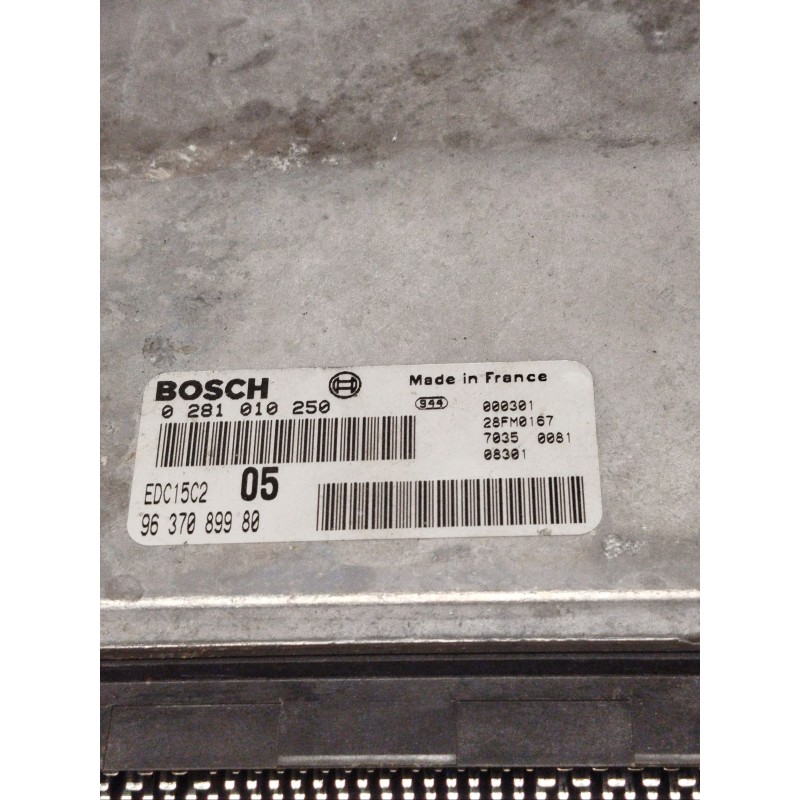 BOSCH
Made in France
0 281 010 250
944
000301
28FM0167
7035 0081
08301
EDC15C2 05
96 370 899 80